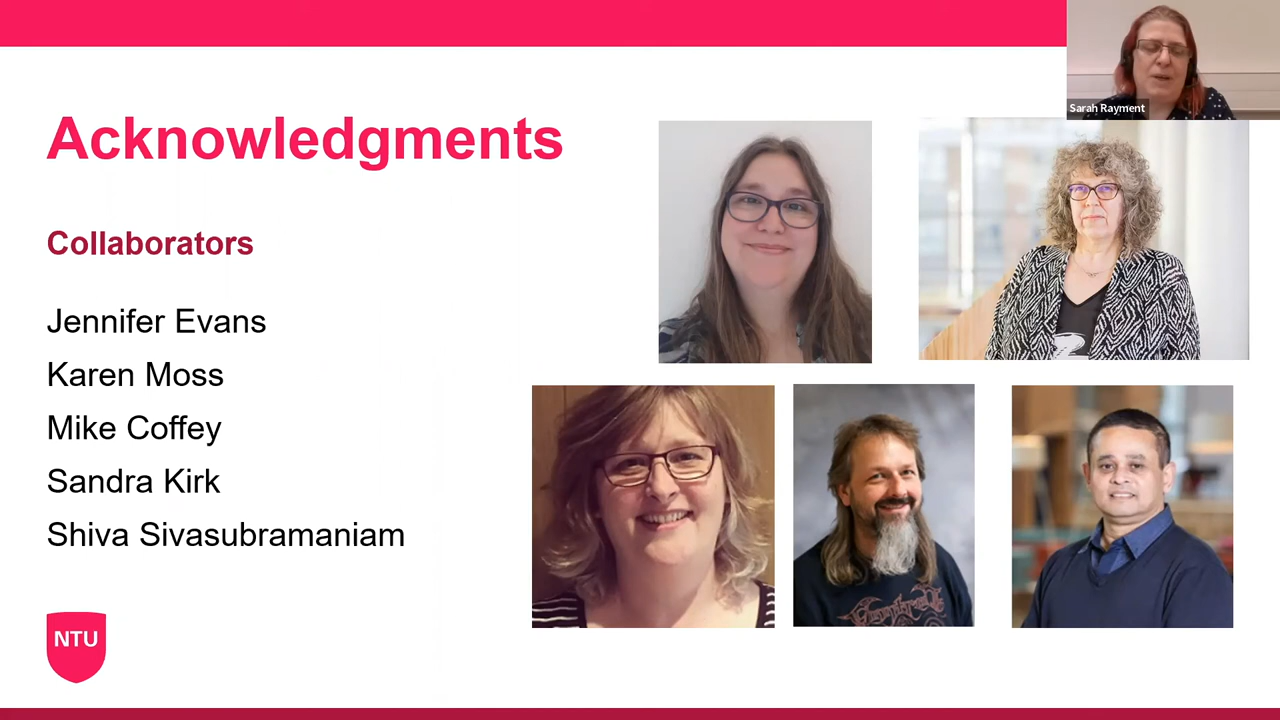 Acknowledgments
Collaborators
Jennifer Evans
Karen Moss
Mike Coffey
Sandra Kirk
Shiva Sivasubramaniam
NTU
Sarah Rayment